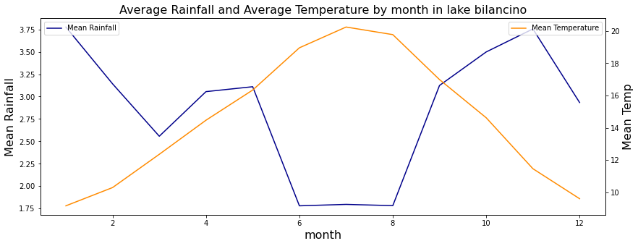 Average Rainfall and Average Temperature by month in lake bilancino
Mean Rainfall
Mean Temperature
Mean Rainfall
3.75
3.50
3.25
3.00
2.75
2.50
2.25
2.00
1.75
20
18
16
14
12
10
Mean Temp
2 4 6 8 10 12
month